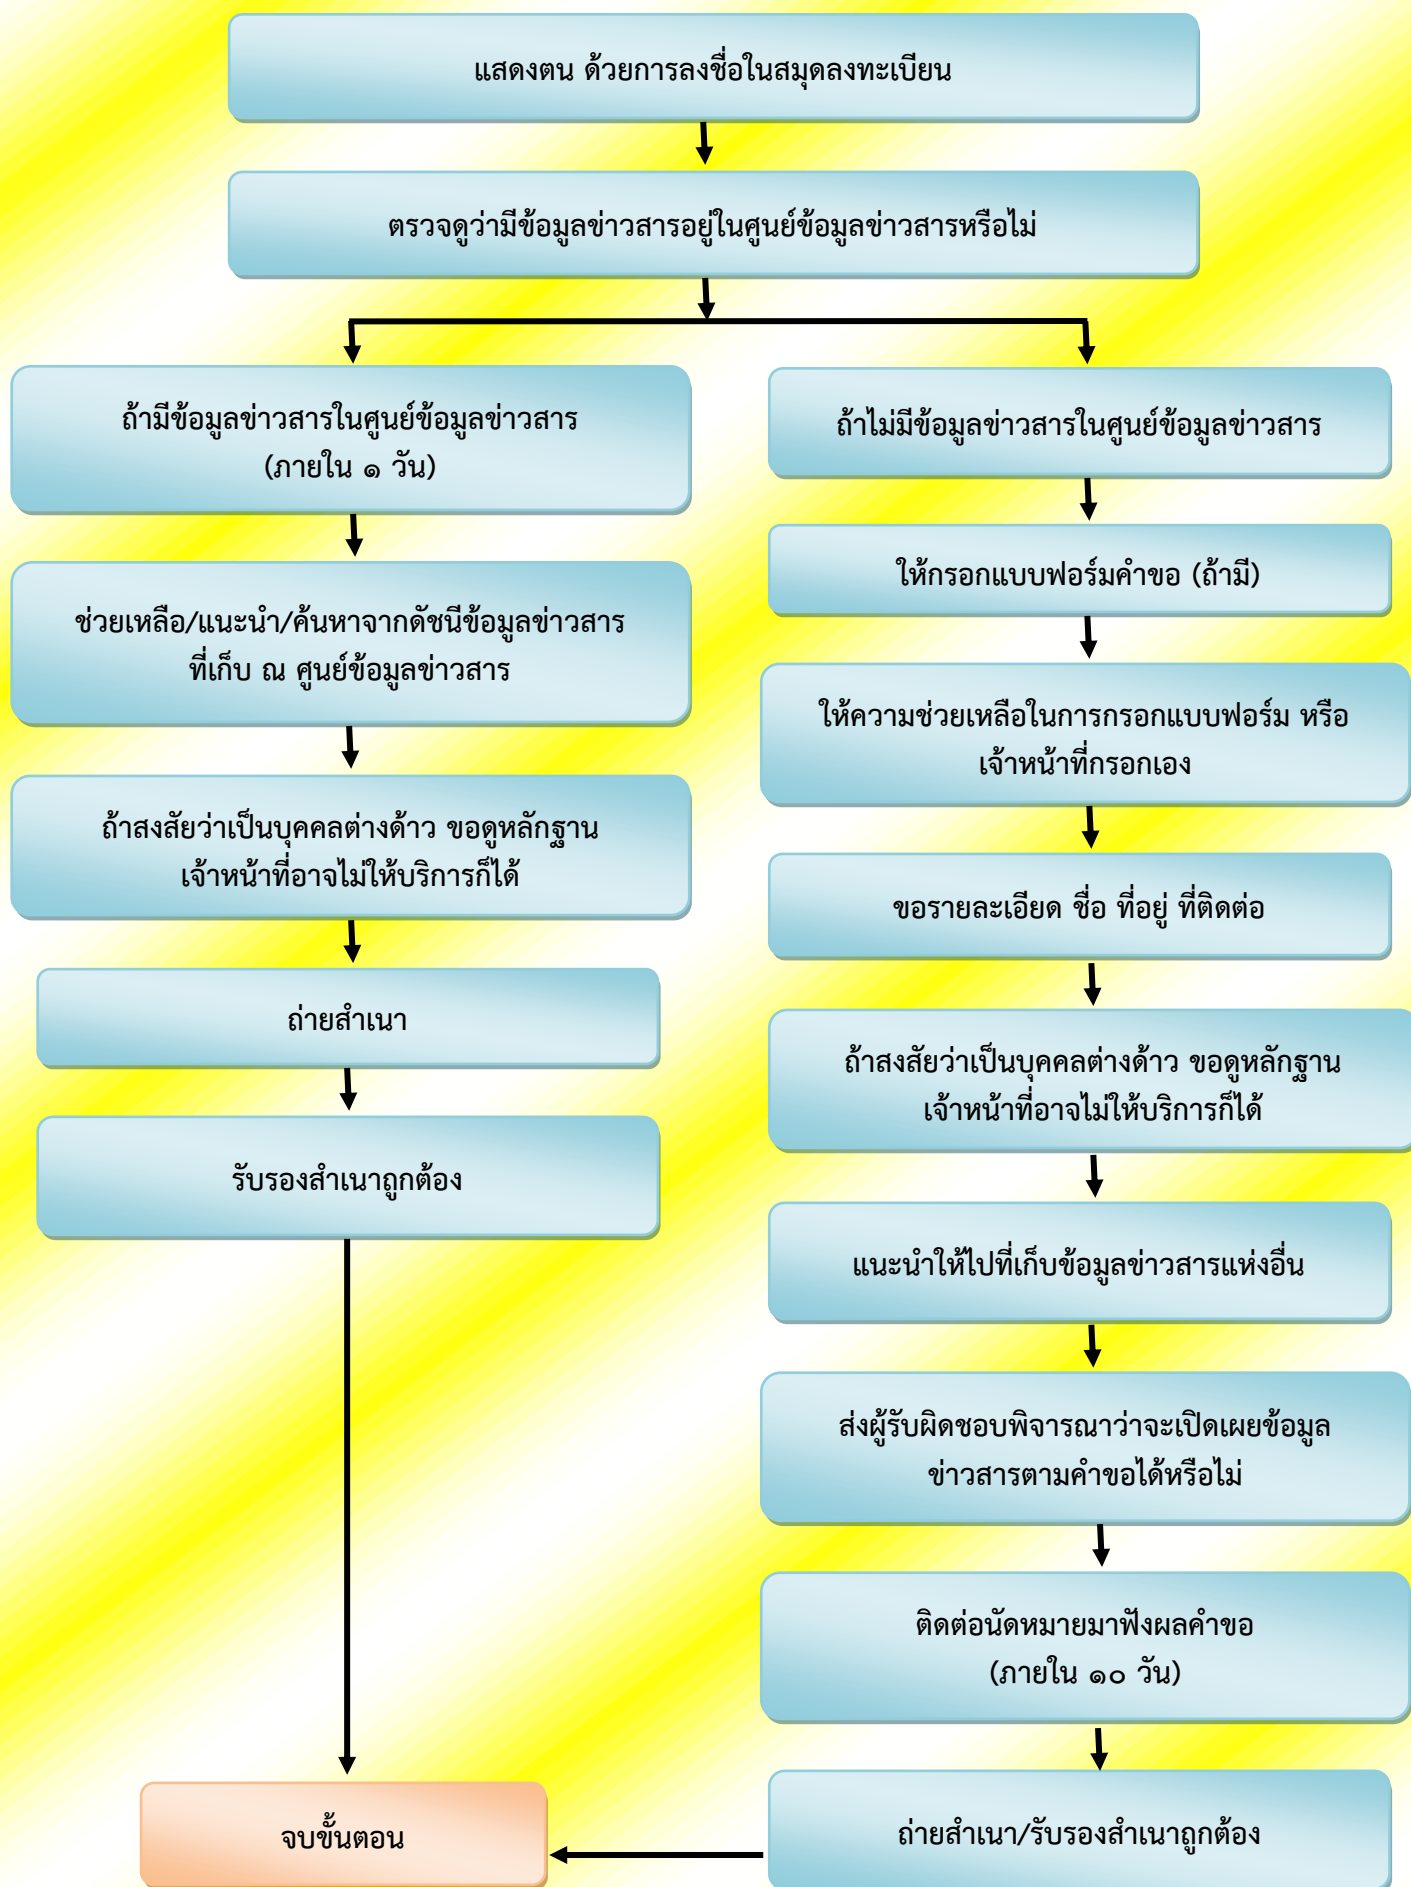 แสดงตน ด้วยการลงชื่อในสมุดลงทะเบียน
ตรวจดูว่ามีข้อมูลข่าวสารอยู่ในศูนย์ข้อมูลข่าวสารหรือไม่
ถ้ามีข้อมูลข่าวสารในศูนย์ข้อมูลข่าวสาร
(ภายใน ๑ วัน)
ช่วยเหลือ/แนะนำ/ค้นหาจากดัชนีข้อมูลข่าวสาร
ที่เก็บ ณ ศูนย์ข้อมูลข่าวสาร
ถ้าสงสัยว่าเป็นบุคคลต่างด้าว ขอดูหลักฐาน
เจ้าหน้าที่อาจไม่ให้บริการก็ได้
ถ่ายสำเนา
รับรองสำเนาถูกต้อง
ถ้าไม่มีข้อมูลข่าวสารในศูนย์ข้อมูลข่าวสาร
ให้กรอกแบบฟอร์มคำขอ (ถ้ามี)
ให้ความช่วยเหลือในการกรอกแบบฟอร์ม หรือ
เจ้าหน้าที่กรอกเอง
ขอรายละเอียด ชื่อ ที่อยู่ ที่ติดต่อ
ถ้าสงสัยว่าเป็นบุคคลต่างด้าว ขอดูหลักฐาน
เจ้าหน้าที่อาจไม่ให้บริการก็ได้
แนะนำให้ไปที่เก็บข้อมูลข่าวสารแห่งอื่น
ส่งผู้รับผิดชอบพิจารณาว่าจะเปิดเผยข้อมูล
ข่าวสารตามคำขอได้หรือไม่
ติดต่อนัดหมายมาฟังผลคำขอ
(ภายใน ๑๐ วัน)
ถ่ายสำเนา/รับรองสำเนาถูกต้อง
จบขั้นตอน